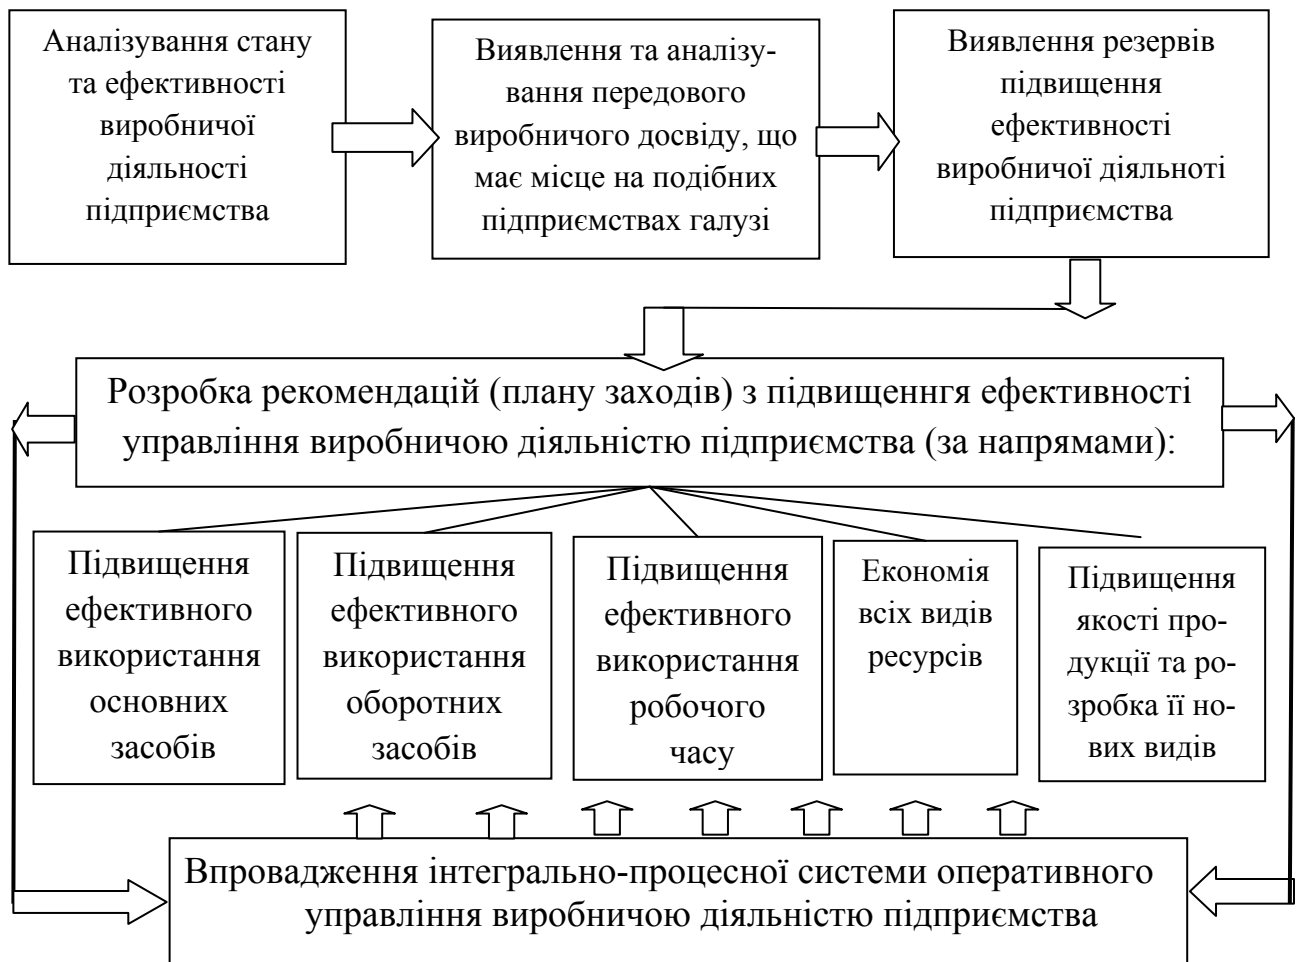 Аналізування стану
та ефективності
виробничої
діяльності
підприємства
Виявлення та аналізу-
вання передового
виробничого досвіду, що
має місце на подібних
підприємствах галузі
Виявлення резервів
підвищення
ефективності
виробничої діяльноті
підприємства
Розробка рекомендацій (плану заходів) з підвищеннгя ефективності
управління виробничою діяльністю підприємства (за напрямами):
Підвищення
ефективного
використання
основних
засобів
Підвищення
ефективного
використання
оборотних
засобів
Підвищення
ефективного
використання
робочого
часу
Економія
всіх видів
ресурсів
Підвищення
якості про-
дукції та ро-
зробка її но-
вих видів
Впровадження інтегрально-процесної системи оперативного
управління виробничою діяльністю підприємства